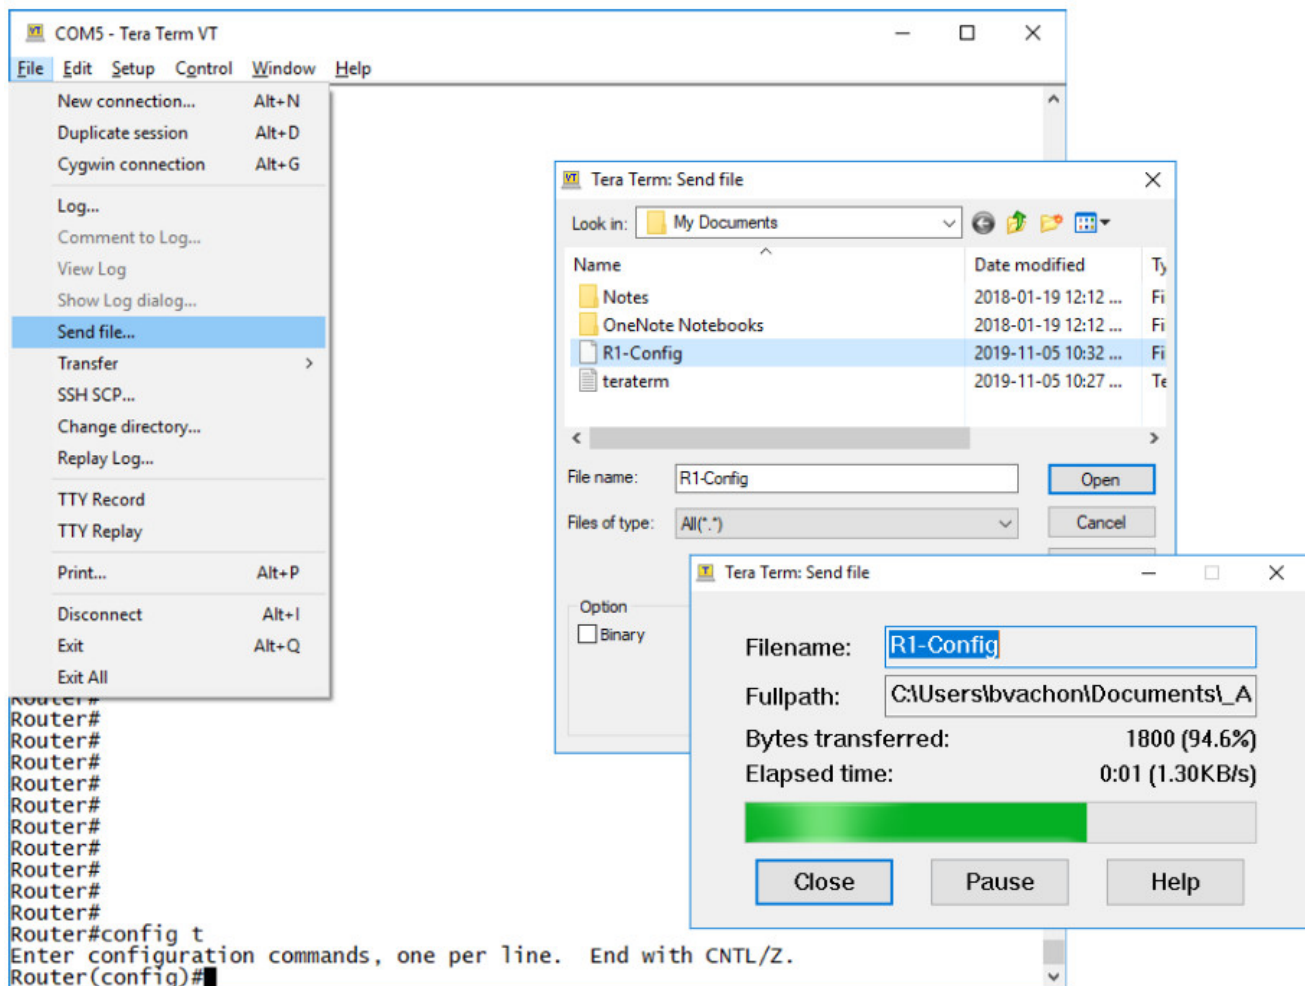 COM5 - Tera Term VT
File Edit Setup Control Window Help
New connection... Alt+N
Duplicate session Alt+D
Cygwin connection Alt+G
Log...
Comment to Log...
View Log
Show Log dialog...
Send file...
Transfer >
SSH SCP...
Change directory...
Replay Log...
TTY Record
TTY Replay
Print... Alt+P
Disconnect Alt+I
Exit Alt+Q
Exit All
Router#
Router#
Router#
Router#
Router#
Router#
Router#
Router#
Router#
Router#
Router#
Router#config t
Enter configuration commands, one per line. End with CNTL/Z.
Router(config)#
Tera Term: Send file
Look in: My Documents
Name Date modified Ty
Notes 2018-01-19 12:12 ... Fi
OneNote Notebooks 2018-01-19 12:12 ... Fi
R1-Config 2019-11-05 10:32 ... Fi
teraterm 2019-11-05 10:27 ... Te
File name: R1-Config Open
Files of type: All(*.*) Cancel
Option
Binary
Tera Term: Send file
Filename: R1-Config
Fullpath: C:\Users\bvachon\Documents\_A
Bytes transferred: 1800 (94.6%)
Elapsed time: 0:01 (1.30KB/s)
Close Pause Help